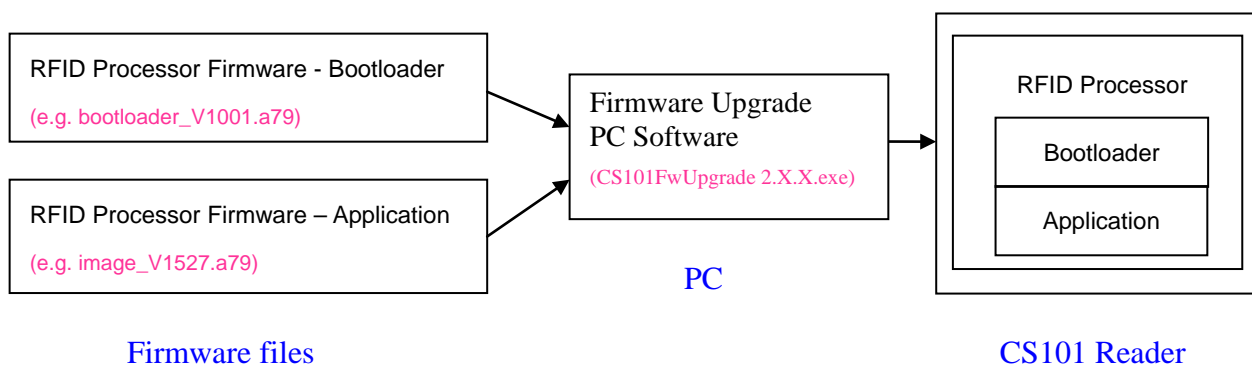 RFID Processor Firmware - Bootloader
(e.g. bootloader_V1001.a79)
RFID Processor Firmware – Application
(e.g. image_V1527.a79)
Firmware files
Firmware Upgrade
PC Software
(CS101FwUpgrade 2.X.X.exe)
PC
RFID Processor
Bootloader
Application
CS101 Reader